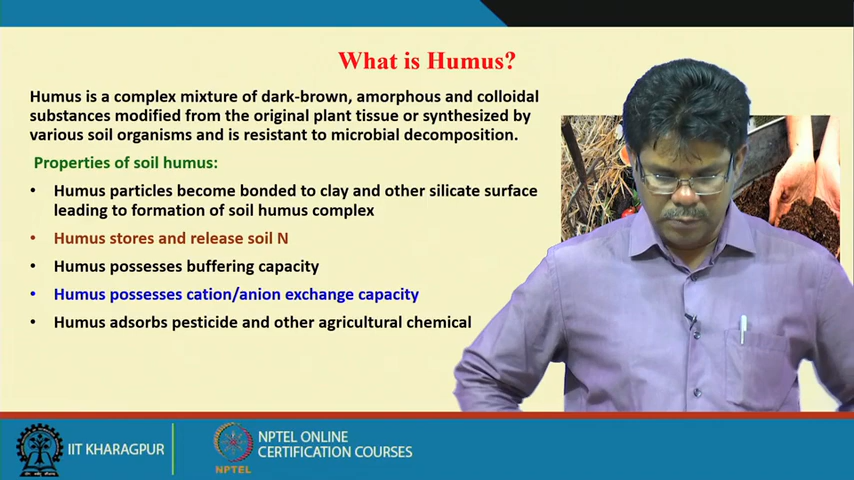 What is Humus?
Humus is a complex mixture of dark-brown, amorphous and colloidal
substances modified from the original plant tissue or synthesized by
various soil organisms and is resistant to microbial decomposition.
Properties of soil humus:
• Humus particles become bonded to clay and other silicate surface
leading to formation of soil humus complex
• Humus stores and release soil N
• Humus possesses buffering capacity
• Humus possesses cation/anion exchange capacity
• Humus adsorbs pesticide and other agricultural chemical
IIT KHARAGPUR
NPTEL
NPTEL ONLINE
CERTIFICATION COURSES